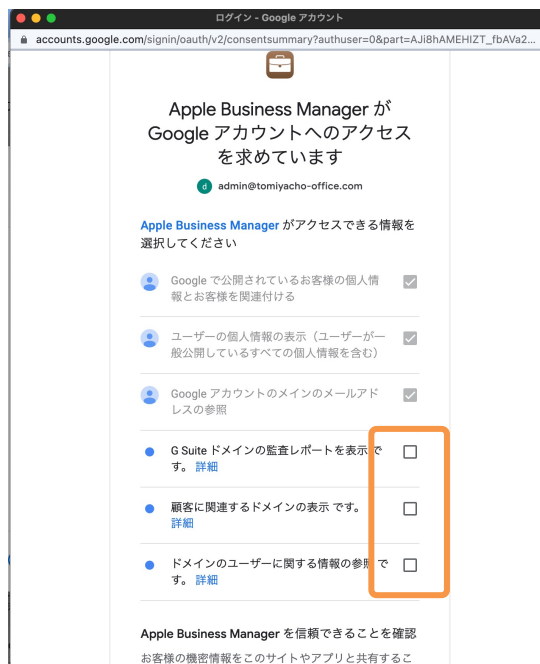 ログイン - Google アカウント
accounts.google.com/signin/oauth/v2/consentsummary?authuser=0&part=AJi8hAMEHIZT_fbAVa2...
Apple Business Manager が
Google アカウントへのアクセス
を求めています
d admin@tomiyacho-office.com
Apple Business Manager がアクセスできる情報を
選択してください
Google で公開されているお客様の個人情
報とお客様を関連付ける
ユーザーの個人情報の表示（ユーザーが一
般公開しているすべての個人情報を含む）
Google アカウントのメインのメールアド
レスの参照
G Suite ドメインの監査レポートを表示 で
す。 詳細
顧客に関連するドメインの表示 です。
詳細
ドメインのユーザーに関する情報の参照 で
す。 詳細
Apple Business Manager を信頼できることを確認
お客様の機密情報をこのサイトやアプリと共有するこ